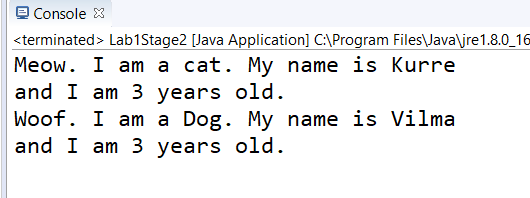 Console
<terminated> Lab1Stage2 [Java Application] C:\Program Files\Java\jre1.8.0_16
Meow. I am a cat. My name is Kurre
and I am 3 years old.
Woof. I am a Dog. My name is Vilma
and I am 3 years old.